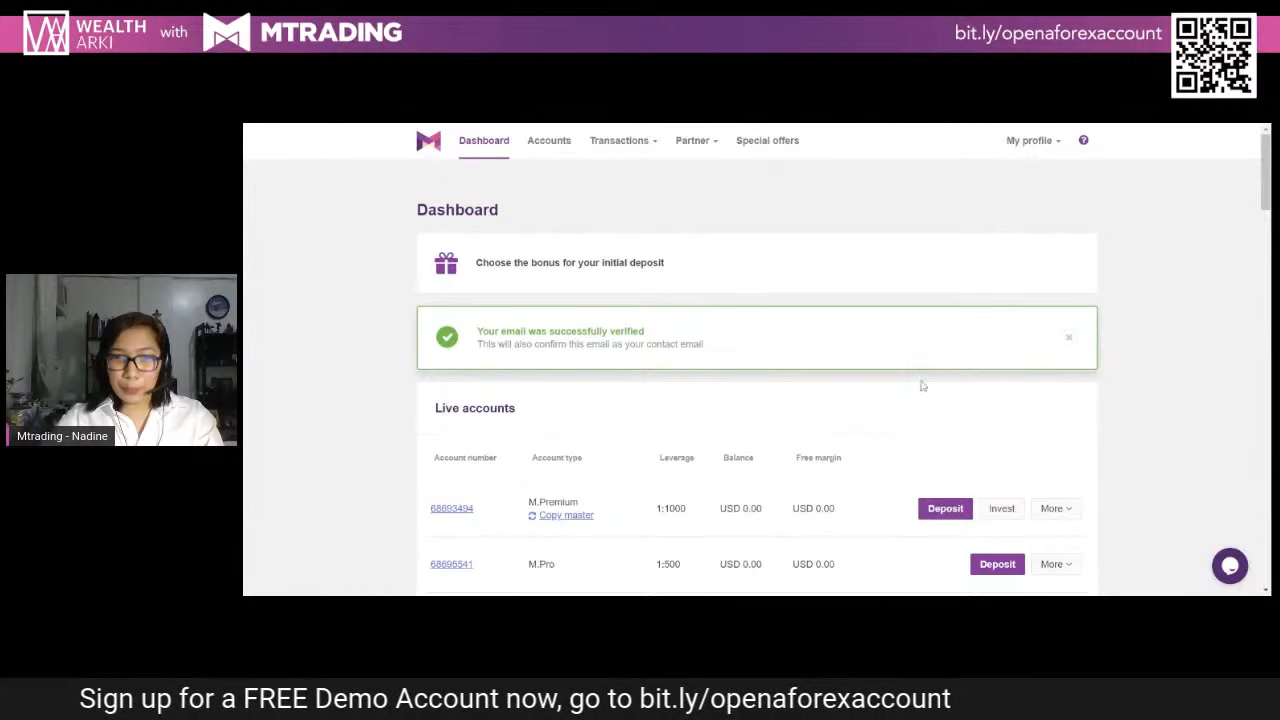 WEALTH
ARKI
with
MTRADING
bit.ly/openaforexaccount
Dashboard
Accounts
Transactions
Partner
Special offers
My profile
?
Dashboard
Choose the bonus for your initial deposit
Your email was successfully verified
This will also confirm this email as your contact email
Live accounts
Account number
Account type
Leverage
Balance
Free margin
68693494
M.Premium
Copy master
1:1000
USD 0.00
USD 0.00
Deposit
Invest
More
68695541
M.Pro
1:500
USD 0.00
USD 0.00
Deposit
More
Mtrading - Nadine
Sign up for a FREE Demo Account now, go to bit.ly/openaforexaccount